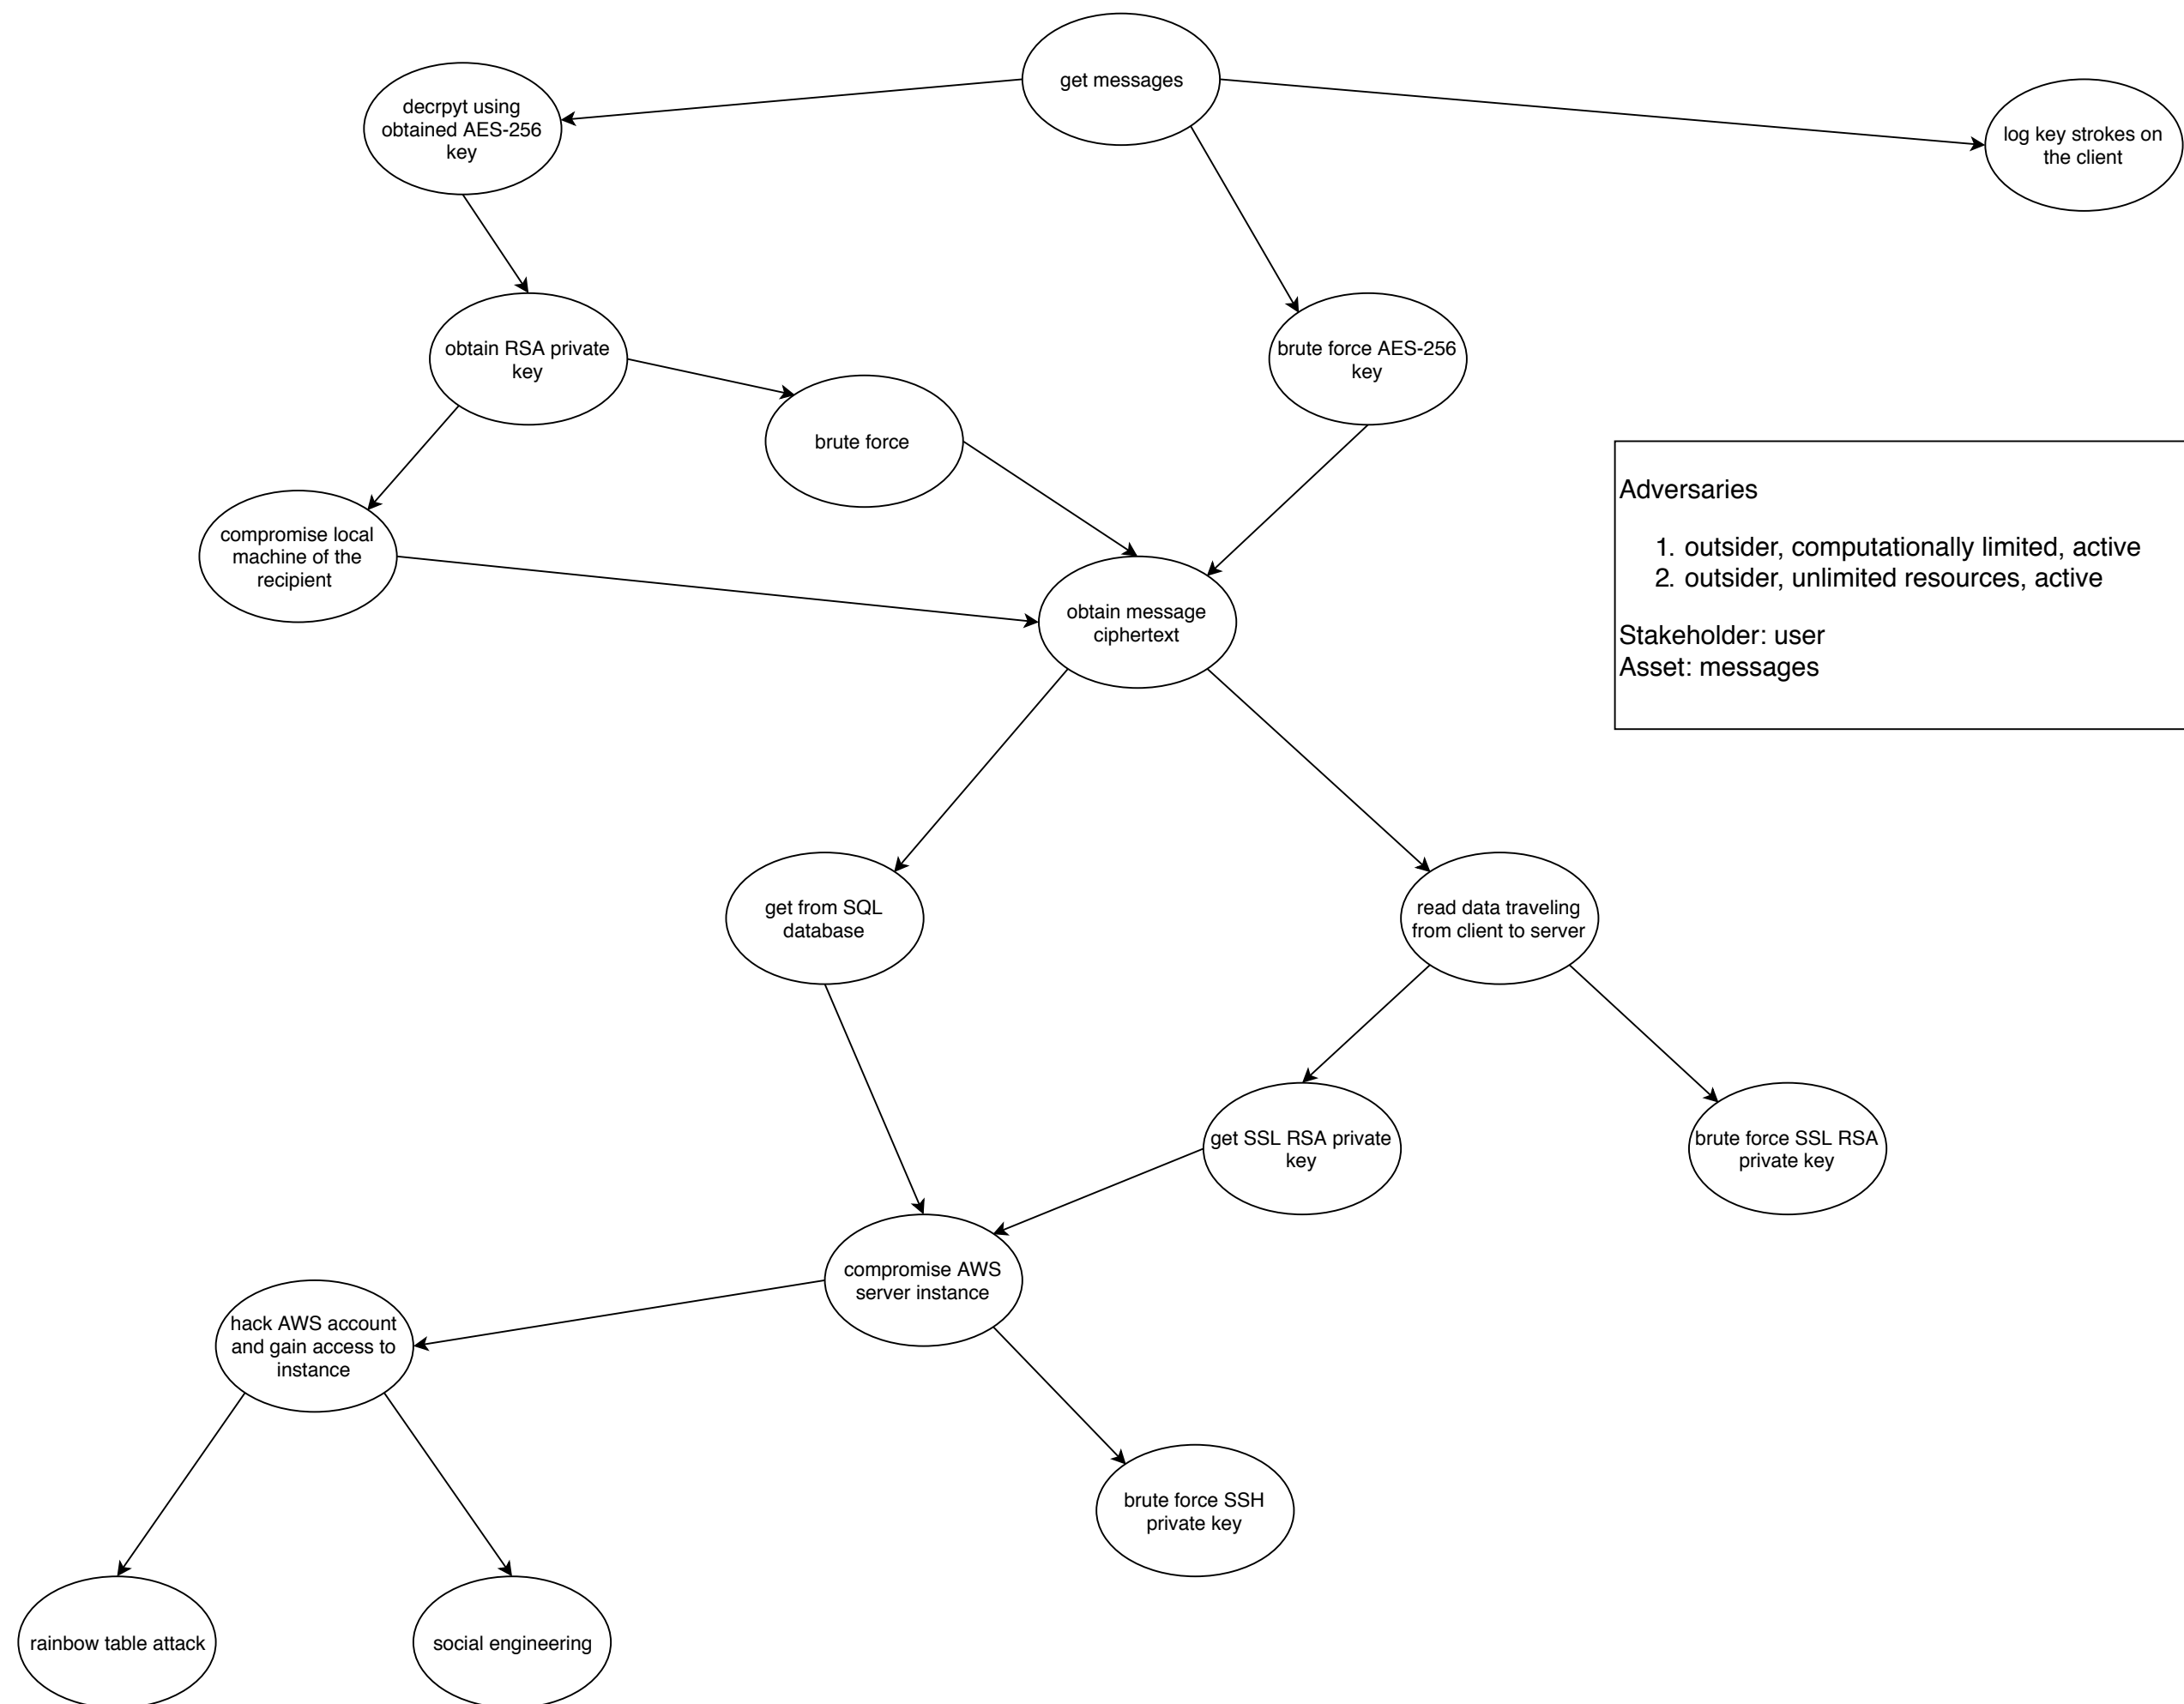 get messages
decrpyt using
obtained AES-256
key
log key strokes on
the client
obtain RSA private
key
brute force AES-256
key
brute force
compromise local
machine of the
recipient
obtain message
ciphertext
Adversaries
1. outsider, computationally limited, active
2. outsider, unlimited resources, active
Stakeholder: user
Asset: messages
get from SQL
database
read data traveling
from client to server
get SSL RSA private
key
brute force SSL RSA
private key
compromise AWS
server instance
hack AWS account
and gain access to
instance
brute force SSH
private key
rainbow table attack
social engineering